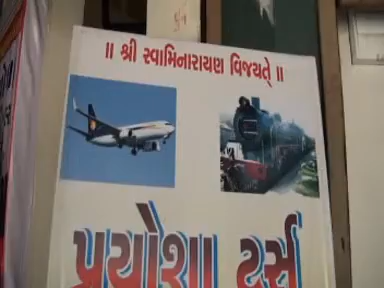 ॥ શ્રી સ્વામિનારાયણ વિજયતે ॥
પ્રયોશા ટુર્સ